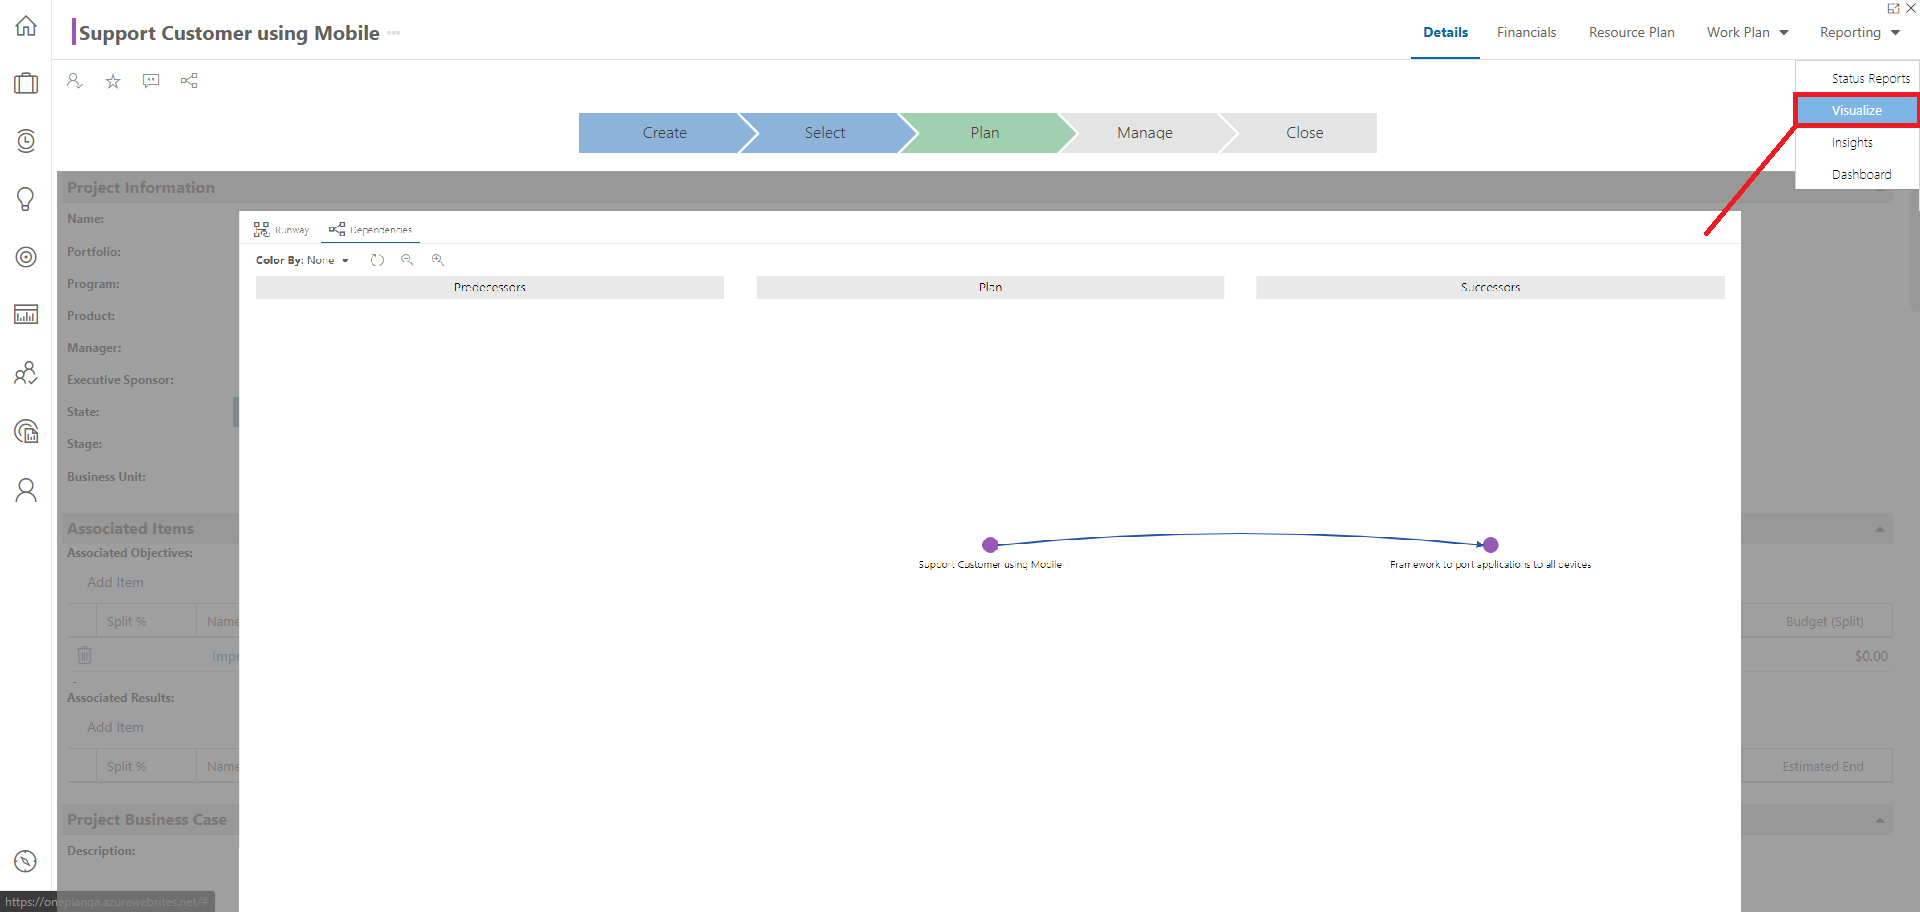 Support Customer using Mobile
Details
Financials
Resource Plan
Work Plan
Reporting
Status Reports
Visualize
Insights
Dashboard
Create
Select
Plan
Manage
Close
Project Information
Name:
Portfolio:
Program:
Product:
Manager:
Executive Sponsor:
State:
Stage:
Business Unit:
Runway
Dependencies
Color By: None
Predecessors
Plan
Successors
Support Customer using Mobile
Framework to port applications to all devices
Associated Items
Associated Objectives:
Add Item
Split %
Name
Budget (Split)
Impr
$0.00
-
Associated Results:
Add Item
Split %
Name
Estimated End
Project Business Case
Description:
https://oneplanqa.azurewebsites.net/#